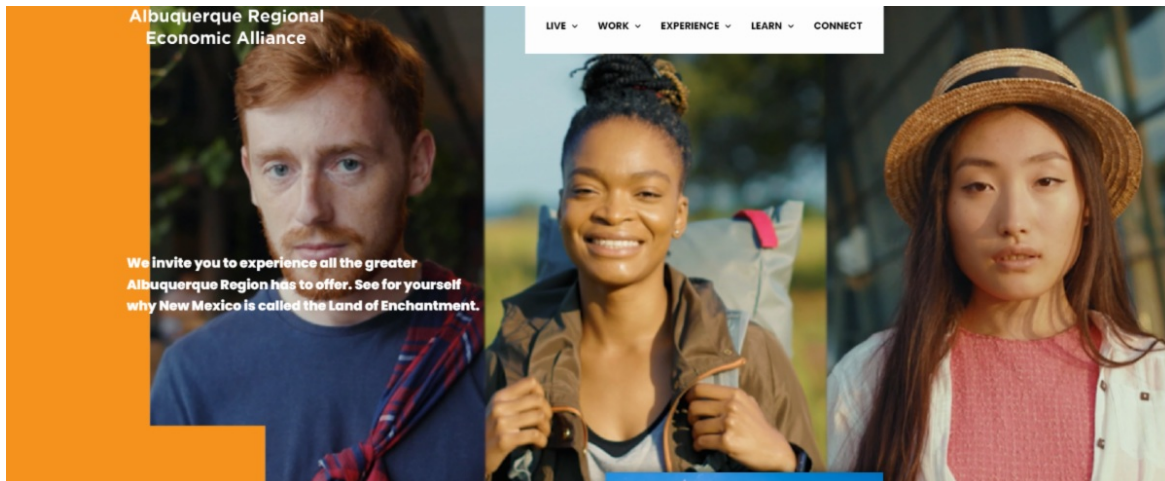 Albuquerque Regional
Economic Alliance
LIVE WORK EXPERIENCE LEARN CONNECT
We invite you to experience all the greater
Albuquerque Region has to offer. See for yourself
why New Mexico is called the Land of Enchantment.